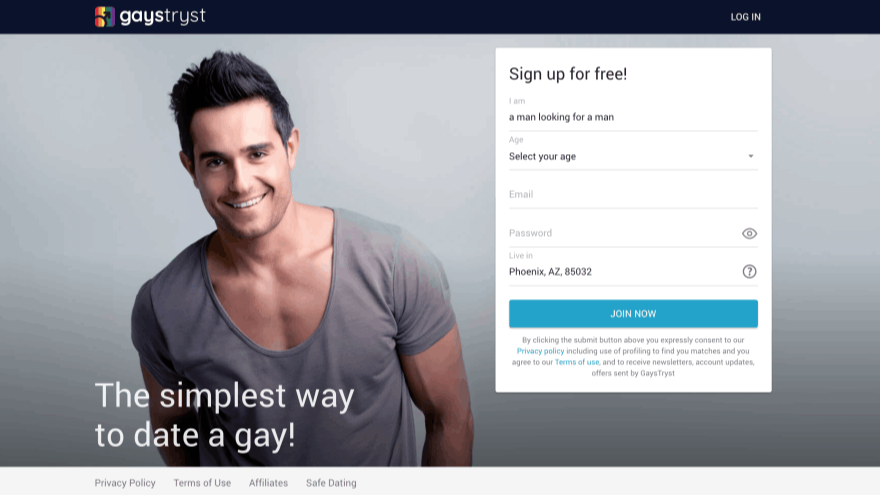 gaystryst
LOG IN
Sign up for free!
I am
a man looking for a man
Age
Select your age
Email
Password
Live in
Phoenix, AZ, 85032
JOIN NOW
By clicking the submit button above you expressly consent to our
Privacy policy including use of profiling to find you matches and you
agree to our Terms of use, and to receive newsletters, account updates,
offers sent by GaysTryst
The simplest way
to date a gay!
Privacy Policy Terms of Use Affiliates Safe Dating